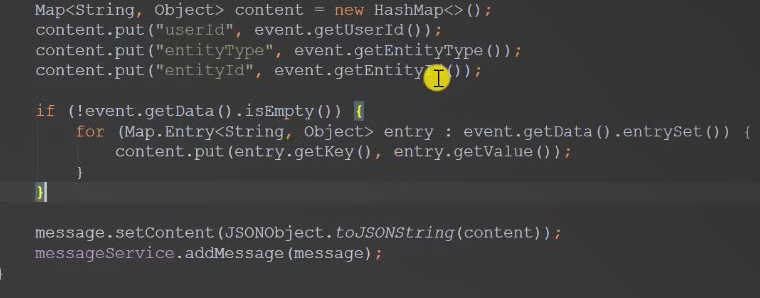 Map<String, Object> content = new HashMap<>();
content.put("userId", event.getUserId());
content.put("entityType", event.getEntityType());
content.put("entityId", event.getEntityId());
if (!event.getData().isEmpty()) {
for (Map.Entry<String, Object> entry : event.getData().entrySet()) {
content.put(entry.getKey(), entry.getValue());
}
}
message.setContent(JSONObject.toJSONString(content));
messageService.addMessage(message);
}